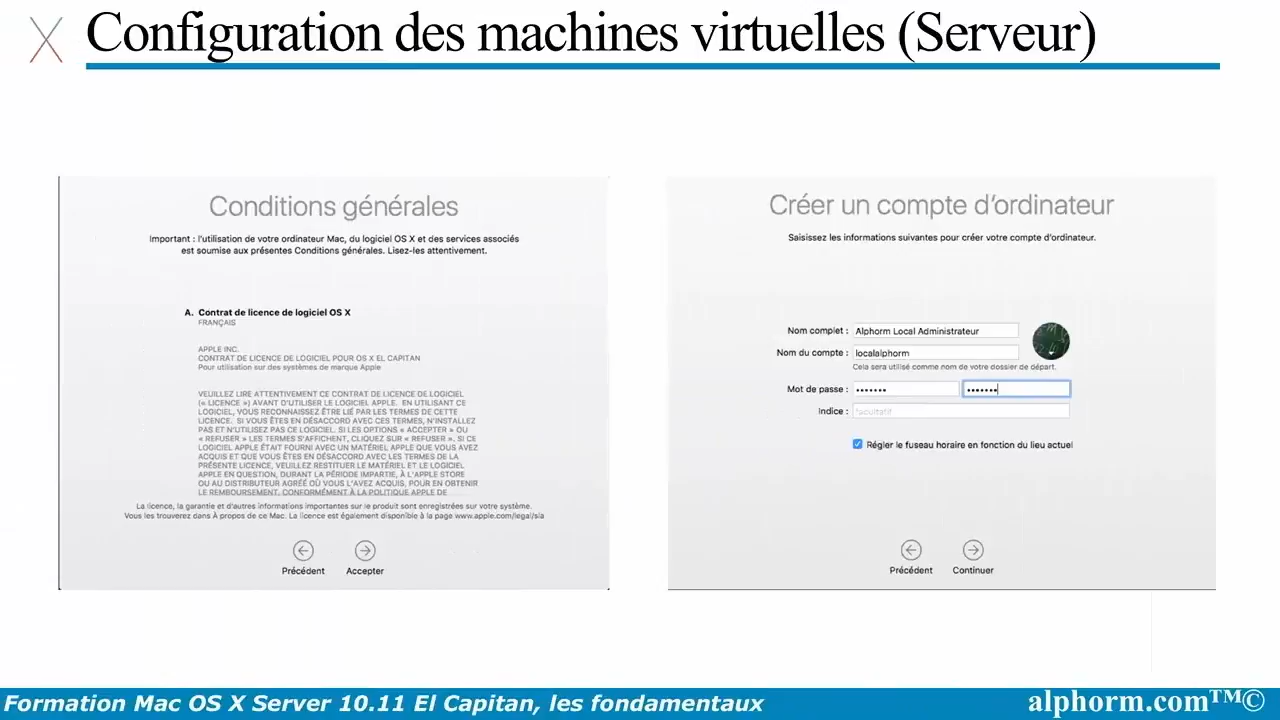 Configuration des machines virtuelles (Serveur)
Conditions générales
Important : l'utilisation de votre ordinateur Mac, du logiciel OS X et des services associés
est soumise aux présentes Conditions générales. Lisez-les attentivement.
A. Contrat de licence de logiciel OS X
FRANÇAIS
APPLE INC.
CONTRAT DE LICENCE DE LOGICIEL POUR OS X EL CAPITAN
Pour utilisation sur des systèmes de marque Apple
VEUILLEZ LIRE ATTENTIVEMENT CE CONTRAT DE LICENCE DE LOGICIEL
(« LICENCE ») AVANT D'UTILISER LE LOGICIEL APPLE. EN UTILISANT CE
LOGICIEL, VOUS RECONNAISSEZ ÊTRE LIÉ PAR LES TERMES DE CETTE
LICENCE. SI VOUS ÊTES EN DÉSACCORD AVEC CES TERMES, N'INSTALLEZ
PAS ET N'UTILISEZ PAS CE LOGICIEL. SI LES OPTIONS « ACCEPTER » OU
« REFUSER » LES TERMES S'AFFICHENT, CLIQUEZ SUR « REFUSER ». SI CE
LOGICIEL APPLE ÉTAIT FOURNI AVEC UN MATÉRIEL APPLE QUE VOUS AVEZ
ACQUIS ET QUE VOUS ÊTES EN DÉSACCORD AVEC LES TERMES DE LA
PRÉSENTE LICENCE, VEUILLEZ RESTITUER LE MATÉRIEL ET LE LOGICIEL
APPLE EN QUESTION, DURANT LA PÉRIODE IMPARTIE, À L'APPLE STORE
OU AU DISTRIBUTEUR AGRÉÉ OÙ VOUS L'AVEZ ACQUIS, POUR EN OBTENIR
LE REMBOURSEMENT, CONFORMÉMENT À LA POLITIQUE APPLE DE
La licence, la garantie et d'autres informations importantes sur le produit sont enregistrées sur votre système.
Vous les trouverez dans À propos de ce Mac. La licence est également disponible à la page www.apple.com/legal/sla
Précédent Accepter
Créer un compte d'ordinateur
Saisissez les informations suivantes pour créer votre compte d'ordinateur.
Nom complet : Alphorm Local Administrateur
Nom du compte : localalphorm
Cela sera utilisé comme nom de votre dossier de départ.
Mot de passe : ••••••• •••••••
Indice : facultatif
Régler le fuseau horaire en fonction du lieu actuel
Précédent Continuer
Formation Mac OS X Server 10.11 El Capitan, les fondamentaux
alphorm.com™©